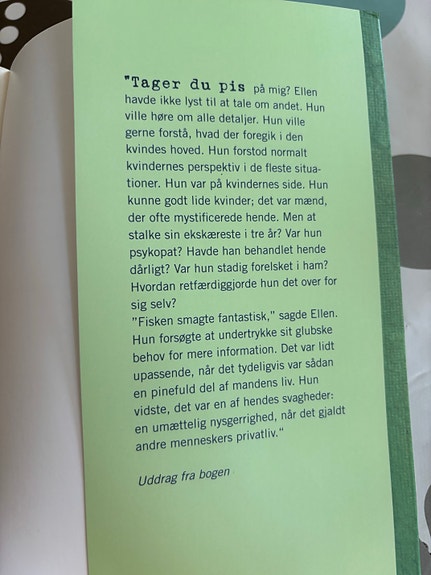 "Tager du pis på mig? Ellen
havde ikke lyst til at tale om andet. Hun
ville høre om alle detaljer. Hun ville
gerne forstå, hvad der foregik i den
kvindes hoved. Hun forstod normalt
kvindernes perspektiv i de fleste situa-
tioner. Hun var på kvindernes side. Hun
kunne godt lide kvinder; det var mænd,
der ofte mystificerede hende. Men at
stalke sin ekskæreste i tre år? Var hun
psykopat? Havde han behandlet hende
dårligt? Var hun stadig forelsket i ham?
Hvordan retfærdiggjorde hun det over for
sig selv?
"Fisken smagte fantastisk," sagde Ellen.
Hun forsøgte at undertrykke sit glubske
behov for mere information. Det var lidt
upassende, når det tydeligvis var sådan
en pinefuld del af mandens liv. Hun
vidste, det var en af hendes svagheder:
en umættelig nysgerrighed, når det gjaldt
andre menneskers privatliv."
Uddrag fra bogen